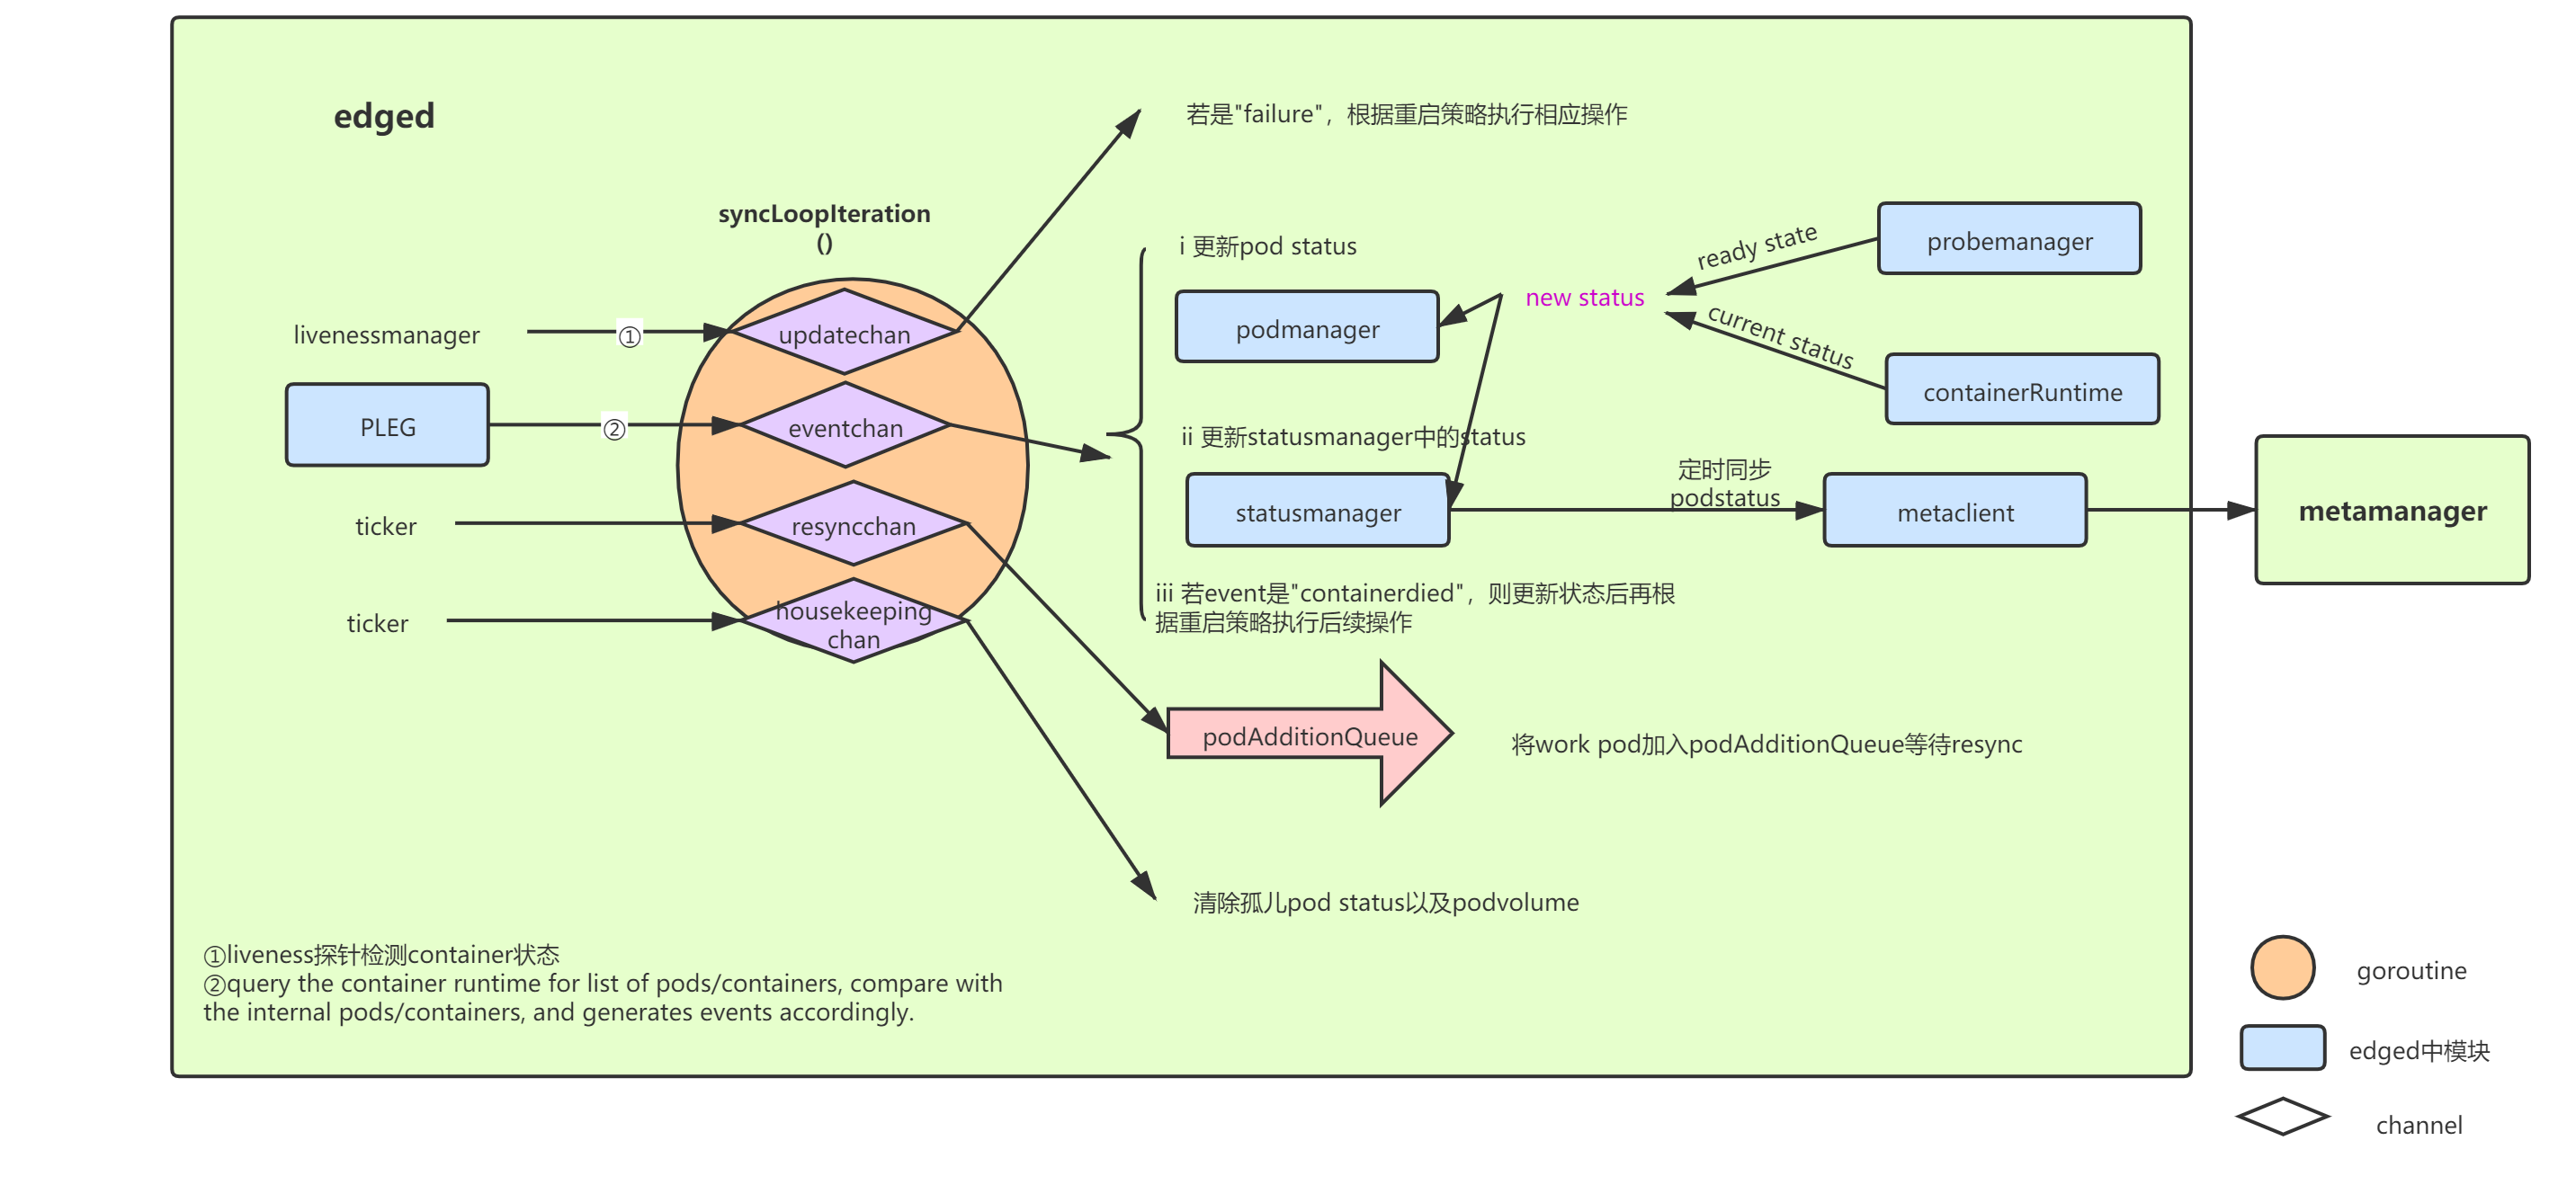 edged
若是"failure"，根据重启策略执行相应操作
syncLoopIteration
()
i 更新pod status
probemanager
ready state
new status
livenessmanager
①
updatechan
podmanager
current status
containerRuntime
PLEG
②
eventchan
ii 更新statusmanager中的status
定时同步
podstatus
ticker
resyncchan
statusmanager
metaclient
metamanager
iii 若event是"containerdied"，则更新状态后再根
据重启策略执行后续操作
ticker
housekeeping
chan
podAdditionQueue
将work pod加入podAdditionQueue等待resync
清除孤儿pod status以及podvolume
①liveness探针检测container状态
②query the container runtime for list of pods/containers, compare with
the internal pods/containers, and generates events accordingly.
goroutine
edged中模块
channel